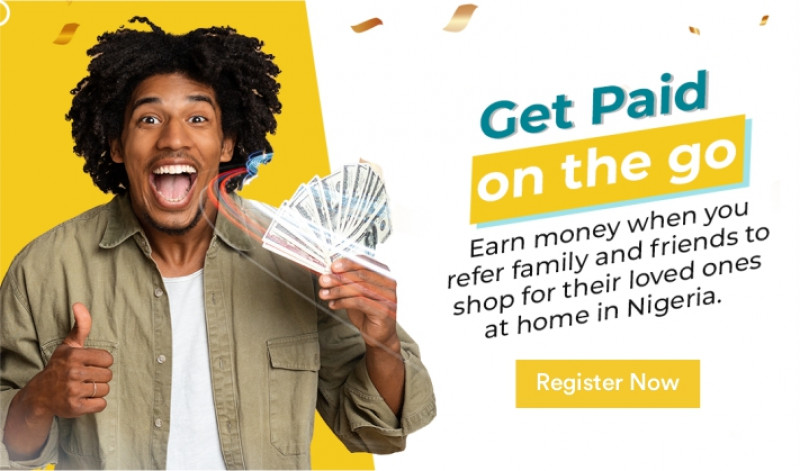 Get Paid
on the go
Earn money when you
refer family and friends to
shop for their loved ones
at home in Nigeria.
Register Now